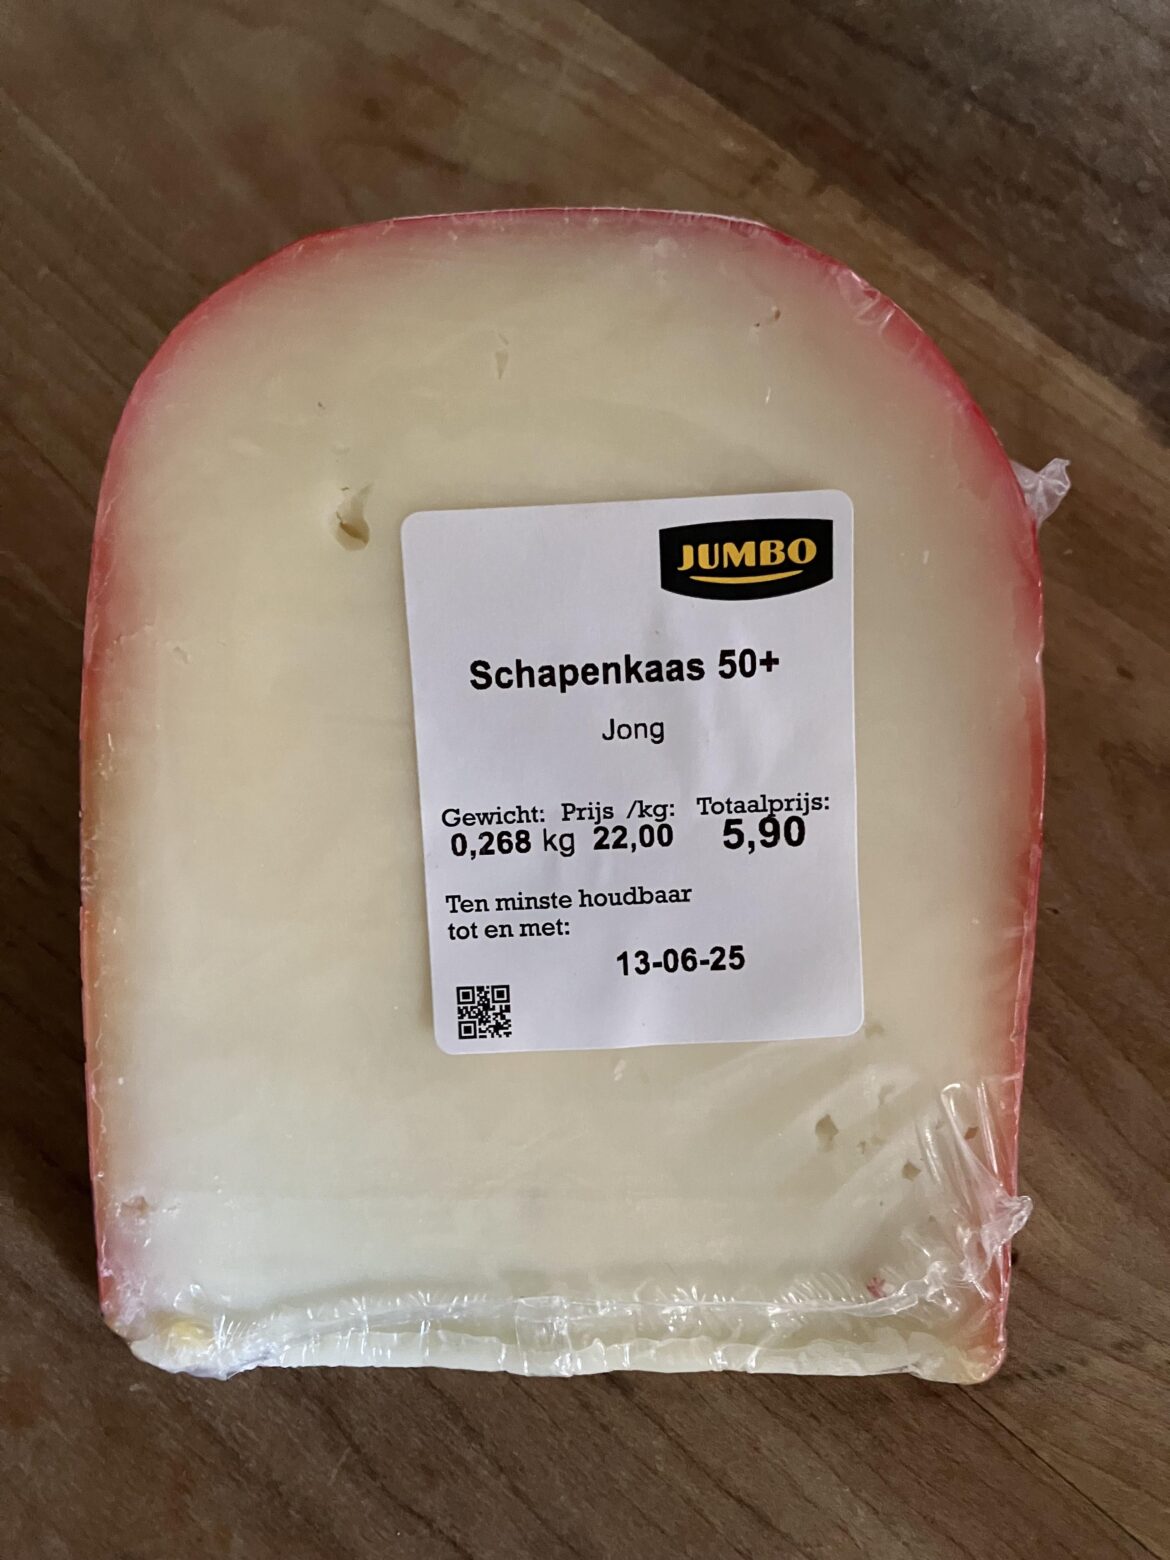 JUMBO
Schapenkaas 50+
Jong
Gewicht: Prijs /kg: Totaalprijs:
0,268 kg 22,00 5,90
Ten minste houdbaar
tot en met:
13-06-25